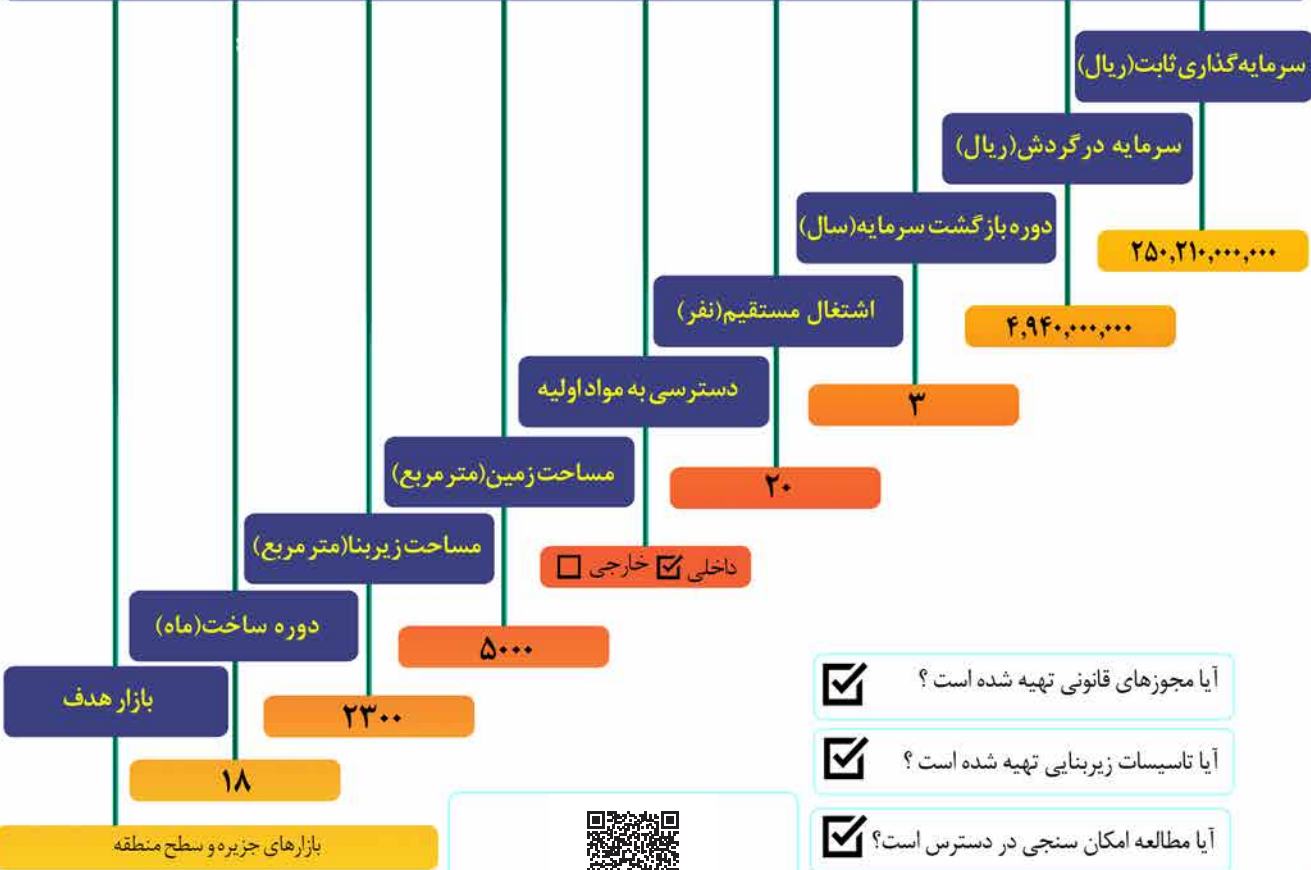 سرمایه‌گذاری ثابت(ریال)
۲۵۰,۲۱۰,۰۰۰,۰۰۰
سرمایه در گردش(ریال)
۴,۹۴۰,۰۰۰,۰۰۰
دوره بازگشت سرمایه(سال)
۳
اشتغال مستقیم(نفر)
۲۰
دسترسی به مواد اولیه
داخلی ☑ خارجی ☐
مساحت زمین(متر مربع)
۵۰۰۰
مساحت زیربنا(متر مربع)
۲۳۰۰
دوره ساخت(ماه)
۱۸
بازار هدف
بازارهای جزیره و سطح منطقه
آیا مجوزهای قانونی تهیه شده است ؟ ☑
آیا تاسیسات زیربنایی تهیه شده است ؟ ☑
آیا مطالعه امکان سنجی در دسترس است؟ ☑